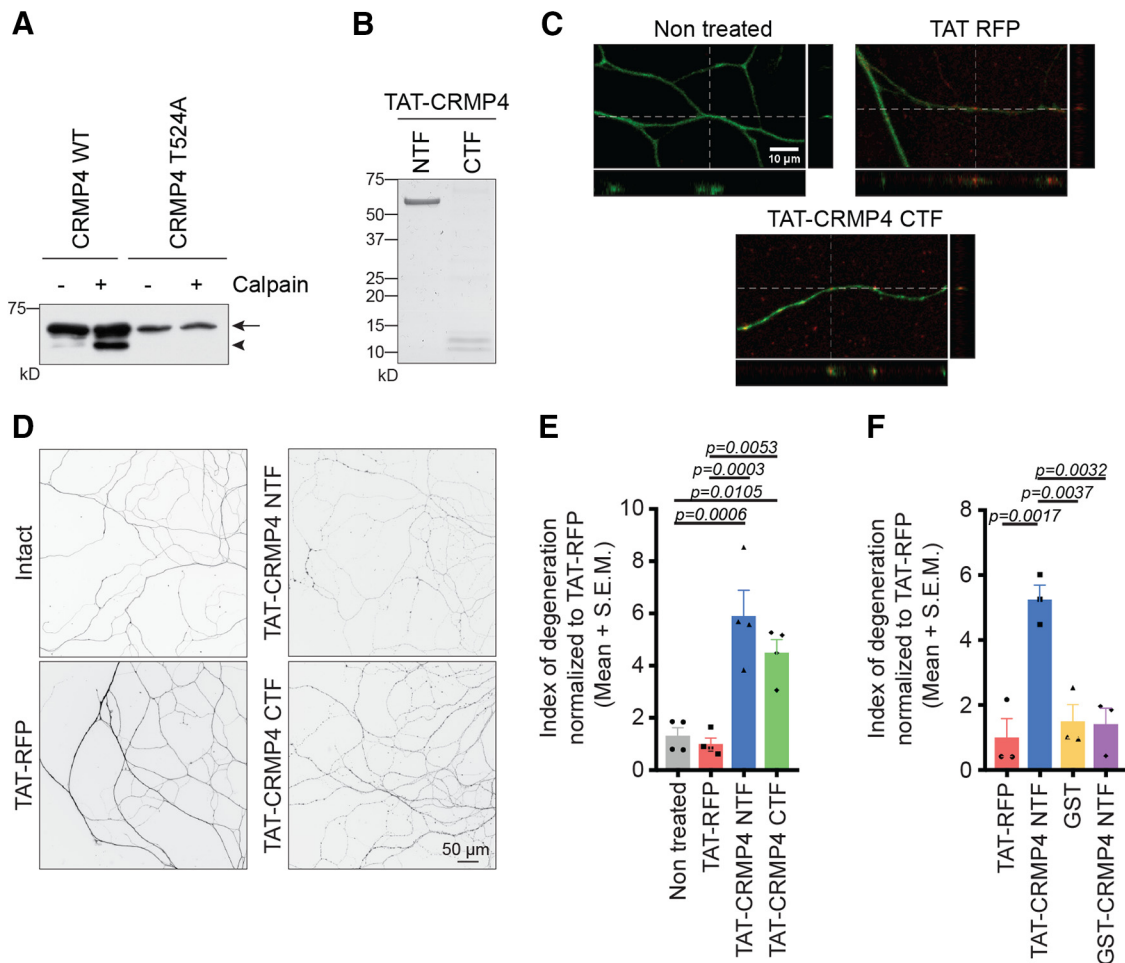 A
CRMP4 WT
CRMP4 T524A
- + - + Calpain
75
kD
B
TAT-CRMP4
NTF
CTF
75
50
37
25
20
15
10
kD
C
Non treated
10 µm
TAT RFP
TAT-CRMP4 CTF
D
Intact
TAT-CRMP4 NTF
TAT-RFP
TAT-CRMP4 CTF
50 µm
E
p=0.0053
p=0.0003
p=0.0105
p=0.0006
Index of degeneration
normalized to TAT-RFP
(Mean + S.E.M.)
10
8
6
4
2
0
Non treated
TAT-RFP
TAT-CRMP4 NTF
TAT-CRMP4 CTF
F
p=0.0032
p=0.0037
p=0.0017
Index of degeneration
normalized to TAT-RFP
(Mean + S.E.M.)
8
6
4
2
0
TAT-RFP
TAT-CRMP4 NTF
GST
GST-CRMP4 NTF